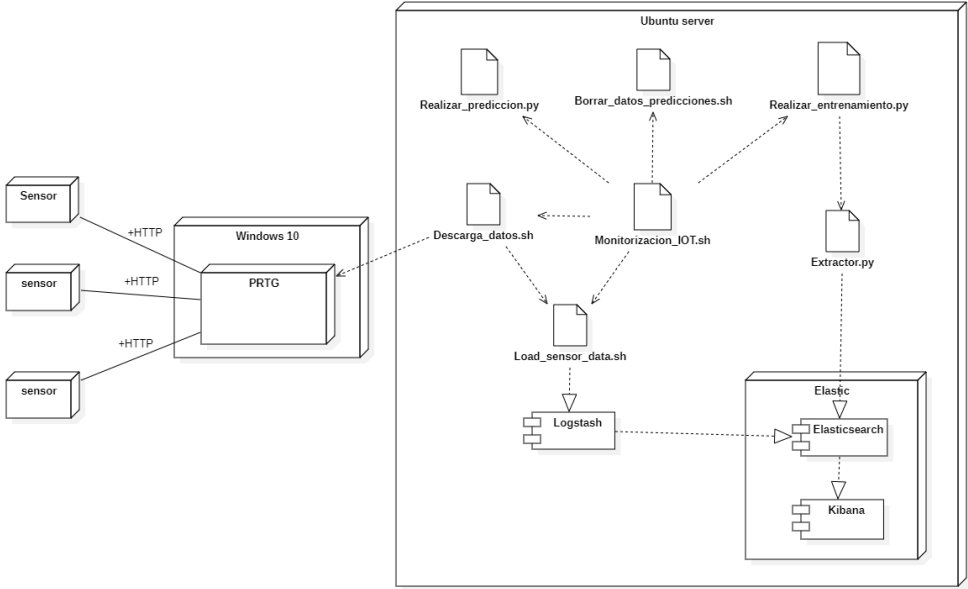 Ubuntu server
Realizar_prediccion.py
Borrar_datos_predicciones.sh
Realizar_entrenamiento.py
Sensor
+HTTP
Windows 10
Descarga_datos.sh
Monitorizacion_IOT.sh
Extractor.py
sensor
+HTTP
PRTG
+HTTP
Load_sensor_data.sh
sensor
Elastic
Logstash
Elasticsearch
Kibana